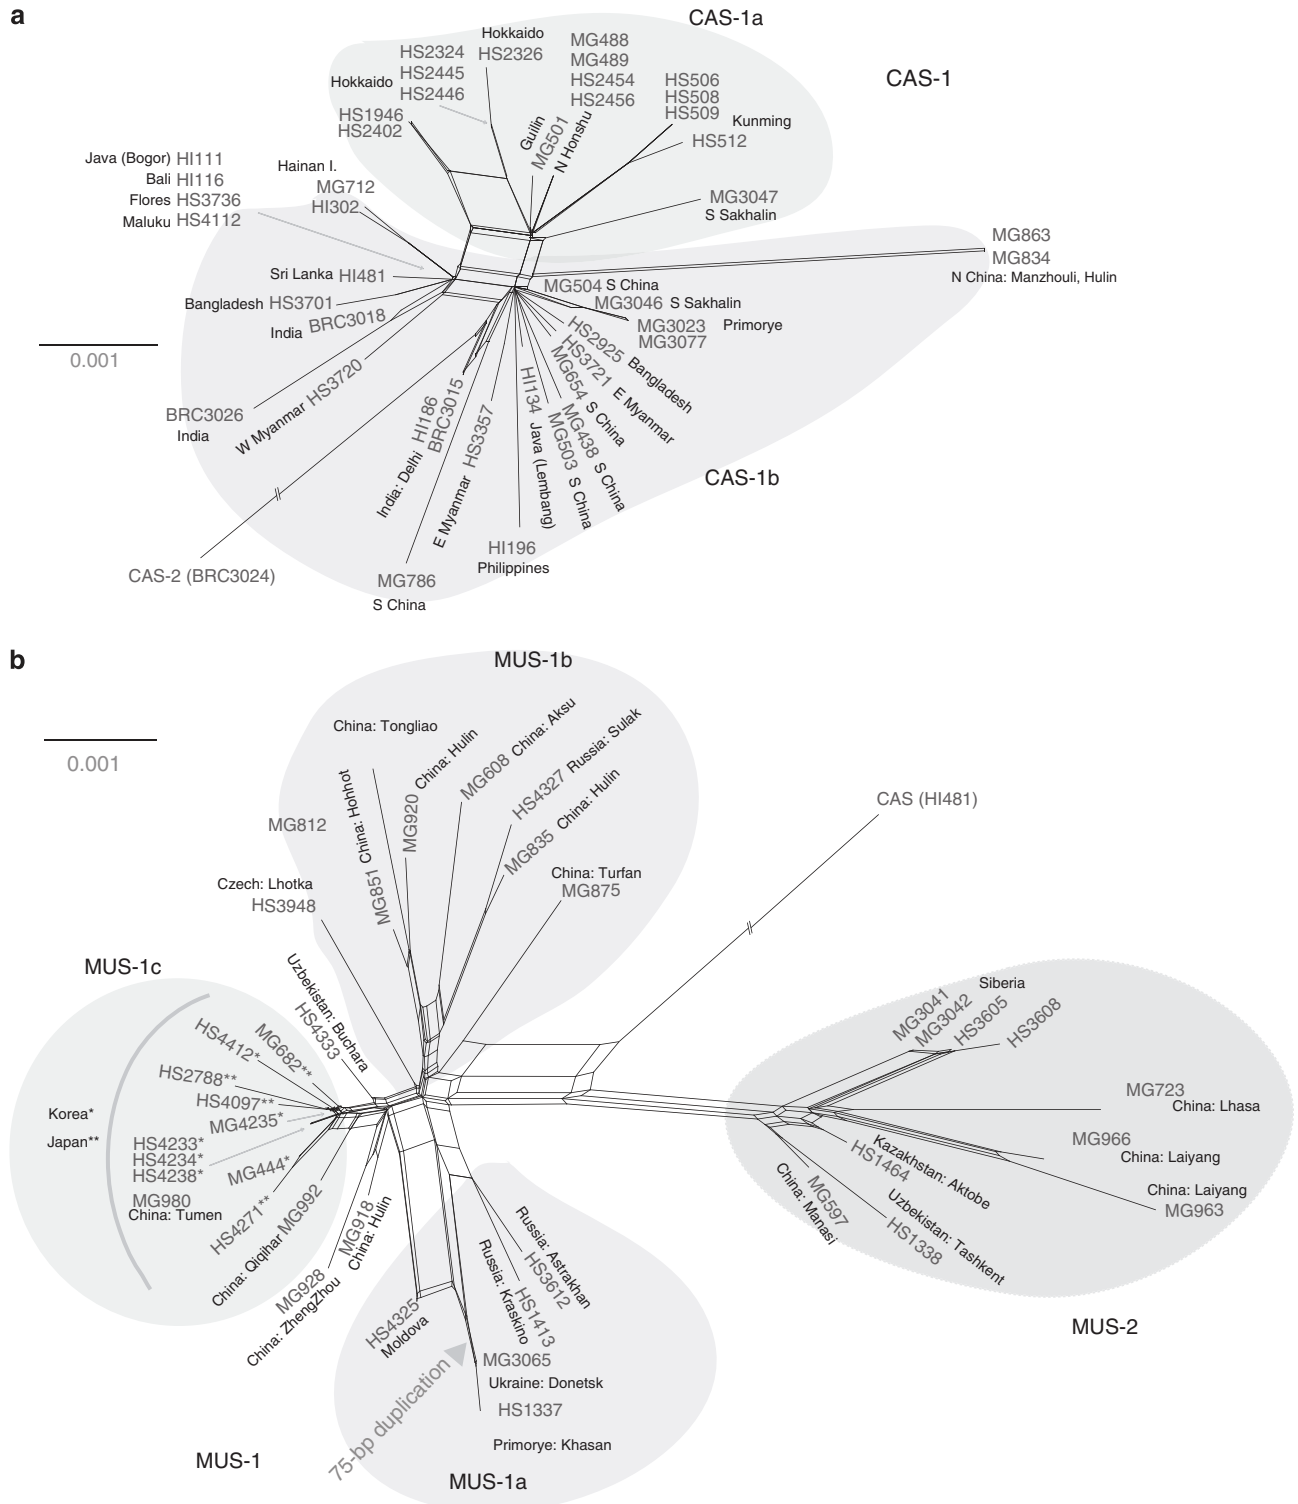 a
CAS-1a
CAS-1
Hokkaido
HS2326
HS2324
HS2445
HS2446
Hokkaido
HS1946
HS2402
MG488
MG489
HS2454
HS2456
N Honshu
Guilin
MG501
HS506
HS508
HS509
Kunming
HS512
MG3047
S Sakhalin
Java (Bogor) HI111
Bali HI116
Flores HS3736
Maluku HS4112
Hainan I.
MG712
HI302
MG863
MG834
N China: Manzhouli, Hulin
Sri Lanka HI481
Bangladesh HS3701
India BRC3018
0.001
MG504 S China
MG3046 S Sakhalin
MG3023 Primorye
MG3077
HS2925 Bangladesh
HS3721 E Myanmar
MG654 S China
MG438 S China
MG503 S China
HI134 Java (Lembang)
BRC3026
India
W Myanmar HS3720
India: Delhi HI186
BRC3015
E Myanmar HS3357
CAS-1b
HI196
Philippines
CAS-2 (BRC3024)
MG786
S China
b
MUS-1b
0.001
China: Tongliao
MG812
MG851 China: Hohhot
MG920 China: Hulin
MG608 China: Aksu
HS4327 Russia: Sulak
MG835 China: Hulin
China: Turfan
MG875
CAS (HI481)
Czech: Lhotka
HS3948
MUS-1c
Uzbekistan: Buchara
HS4333
HS4412*
MG682**
HS2788**
HS4097**
MG4235*
Korea*
Japan**
HS4233*
HS4234*
HS4238*
MG444*
MG980
China: Tumen
HS4271**
China: Qiqihar MG992
MG928
China: ZhengZhou
MG918
China: Hulin
Siberia
MG3041
MG3042
HS3605
HS3608
MG723
China: Lhasa
MG966
China: Laiyang
China: Laiyang
MG963
Kazakhstan: Aktobe
HS1464
MG597
China: Manasi
Uzbekistan: Tashkent
HS1338
MUS-2
HS4325
Moldova
Russia: Astrakhan
HS3612
HS1413
Russia: Kraskino
MG3065
Ukraine: Donetsk
HS1337
Primorye: Khasan
75-bp duplication
MUS-1
MUS-1a